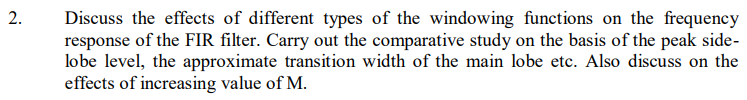 2. Discuss the effects of different types of the windowing functions on the frequency
response of the FIR filter. Carry out the comparative study on the basis of the peak side-
lobe level, the approximate transition width of the main lobe etc. Also discuss on the
effects of increasing value of M.